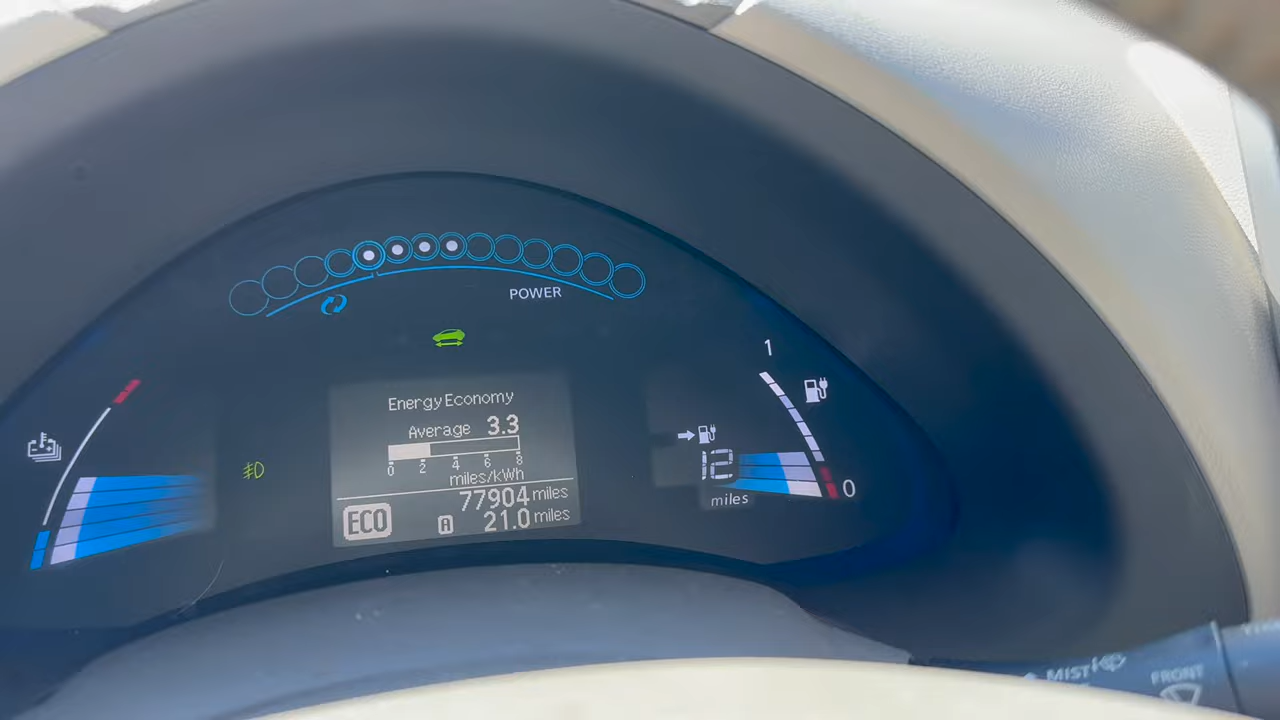 POWER
1
Energy Economy
Average 3.3
0 2 4 6 8
miles/kWh
77904 miles
ECO A 21.0 miles
12
miles
0
MIST
FRONT